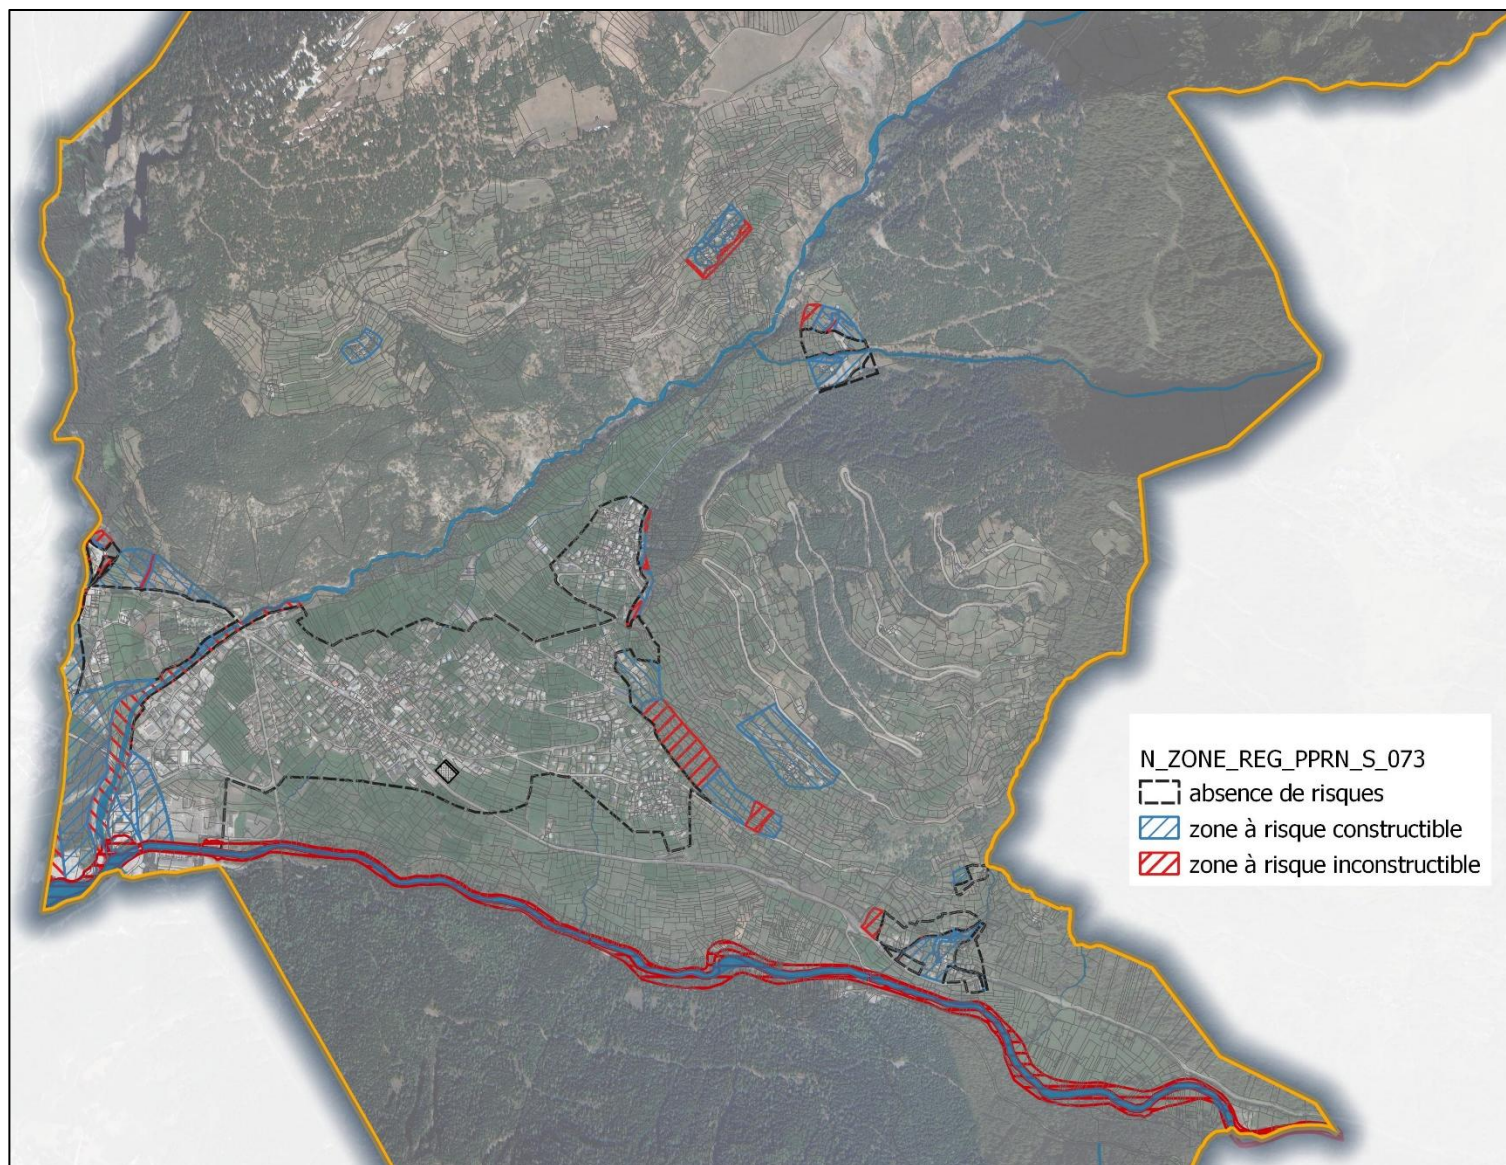 N_ZONE_REG_PPRN_S_073
absence de risques
zone à risque constructible
zone à risque inconstructible